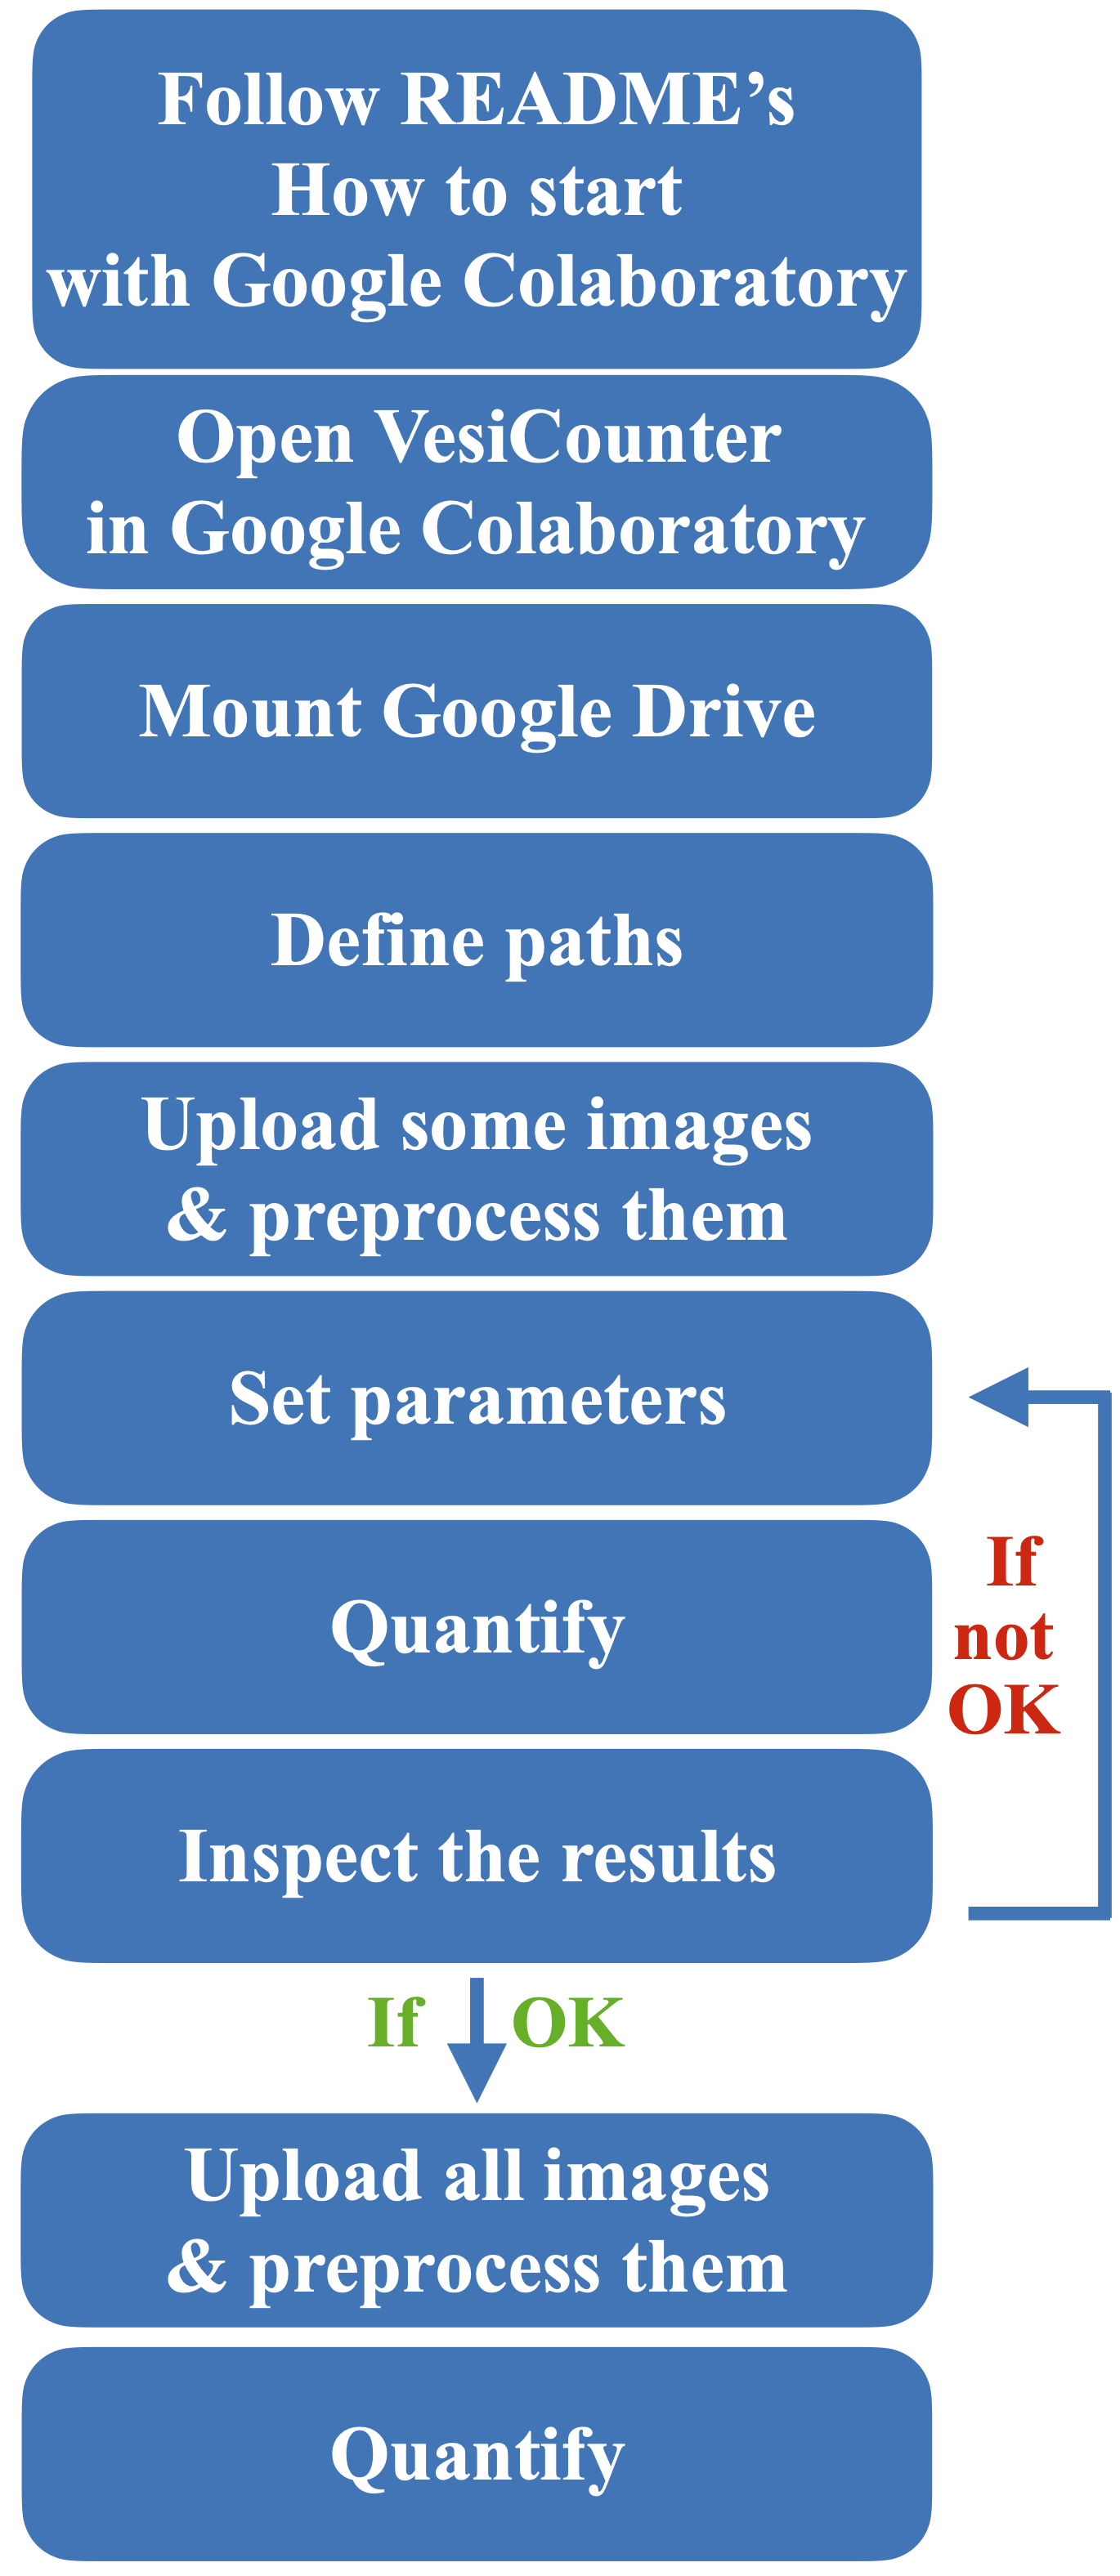 Follow README’s
How to start
with Google Colaboratory
Open VesiCounter
in Google Colaboratory
Mount Google Drive
Define paths
Upload some images
& preprocess them
Set parameters
Quantify
If
not
OK
Inspect the results
If OK
Upload all images
& preprocess them
Quantify